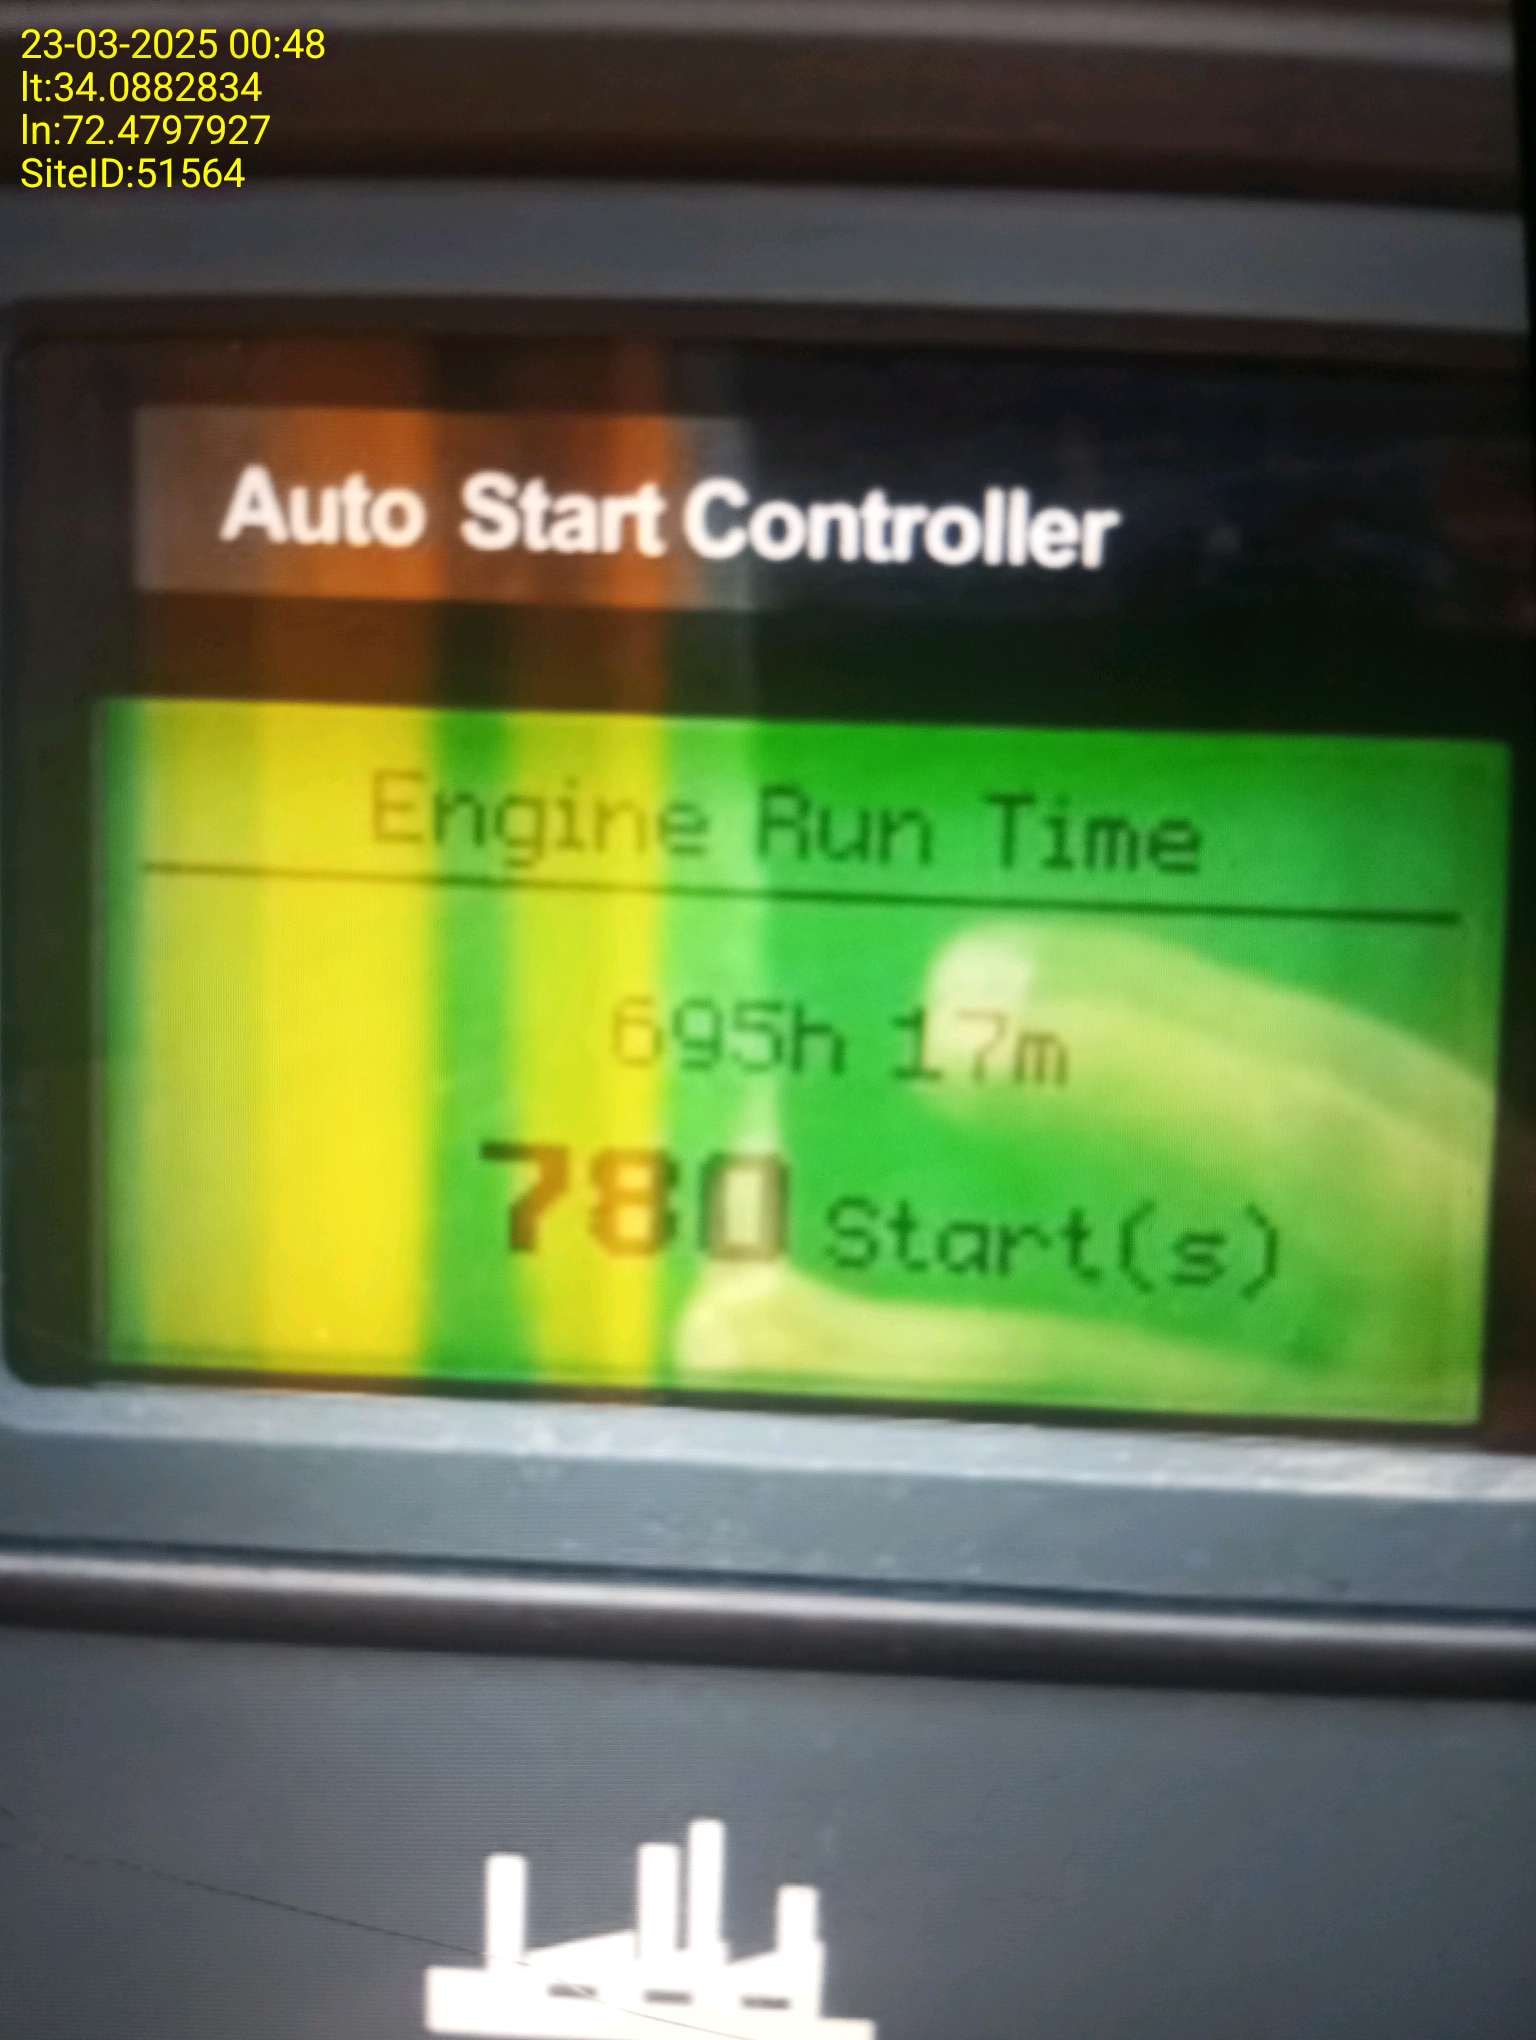 23-03-2025 00:48
lt:34.0882834
ln:72.4797927
SiteID:51564
Auto Start Controller
Engine Run Time
695h 17m
780 Start(s)